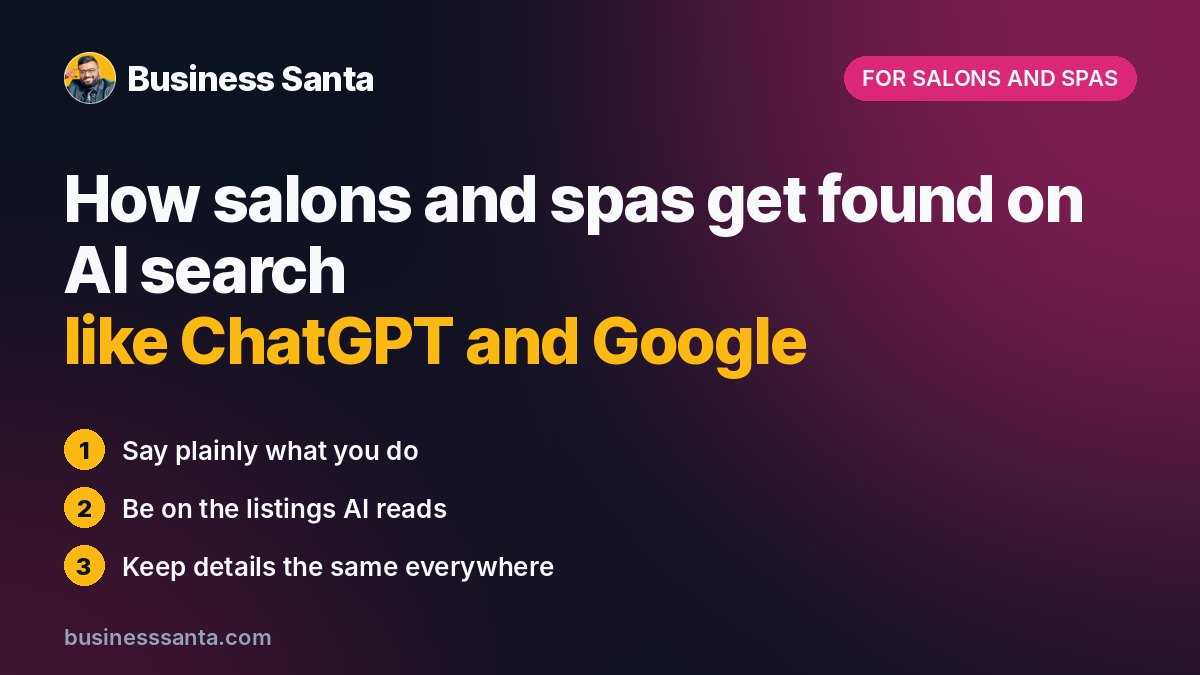 Business Santa
FOR SALONS AND SPAS
How salons and spas get found on
AI search
like ChatGPT and Google
1 Say plainly what you do
2 Be on the listings AI reads
3 Keep details the same everywhere
businesssanta.com